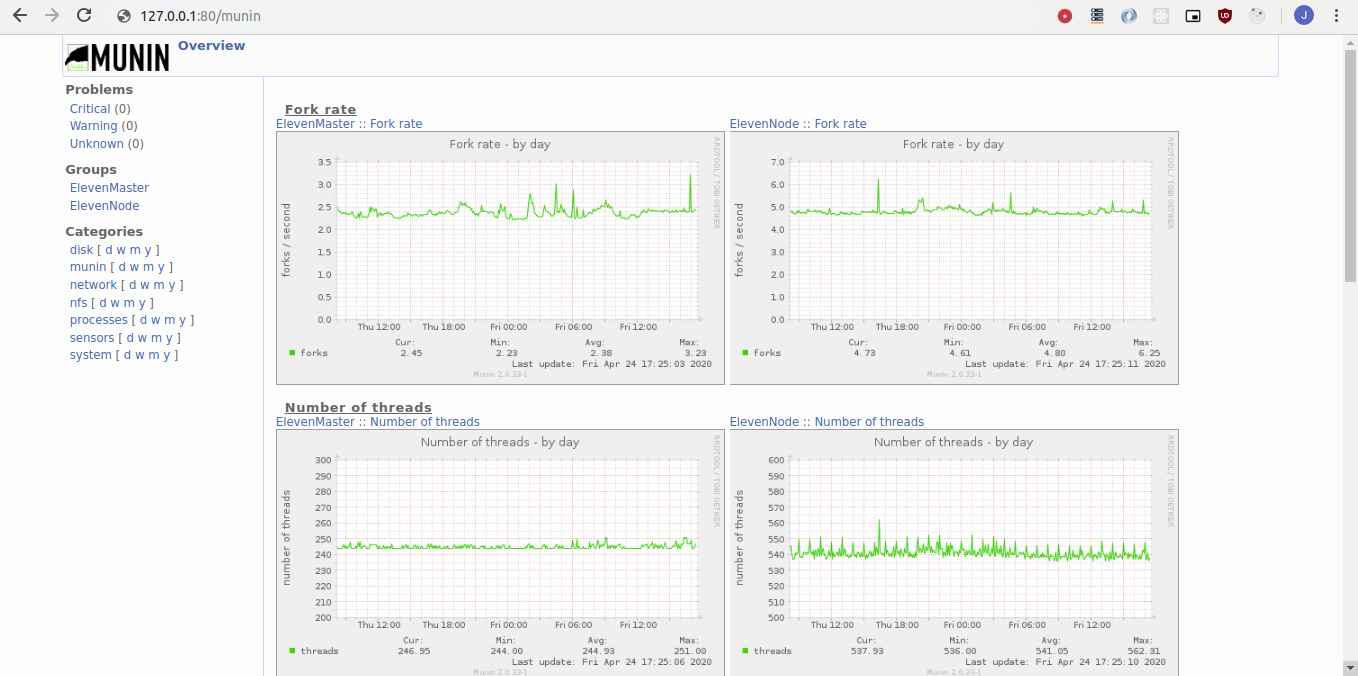 127.0.0.1:80/munin
J
MUNIN
Overview
Problems
Critical (0)
Warning (0)
Unknown (0)
Groups
ElevenMaster
ElevenNode
Categories
disk [ d w m y ]
munin [ d w m y ]
network [ d w m y ]
nfs [ d w m y ]
processes [ d w m y ]
sensors [ d w m y ]
system [ d w m y ]
Fork rate
ElevenMaster :: Fork rate
Fork rate - by day
RRDTOOL / TOBI OETIKER
forks / second
3.5
3.0
2.5
2.0
1.5
1.0
0.5
0.0
Thu 12:00 Thu 18:00 Fri 00:00 Fri 06:00 Fri 12:00
Cur: Min: Avg: Max:
forks 2.45 2.23 2.38 3.23
Last update: Fri Apr 24 17:25:03 2020
Munin 2.0.33-1
ElevenNode :: Fork rate
Fork rate - by day
RRDTOOL / TOBI OETIKER
forks / second
7.0
6.0
5.0
4.0
3.0
2.0
1.0
0.0
Thu 12:00 Thu 18:00 Fri 00:00 Fri 06:00 Fri 12:00
Cur: Min: Avg: Max:
forks 4.73 4.61 4.80 6.25
Last update: Fri Apr 24 17:25:11 2020
Munin 2.0.33-1
Number of threads
ElevenMaster :: Number of threads
Number of threads - by day
RRDTOOL / TOBI OETIKER
number of threads
300
290
280
270
260
250
240
230
220
210
200
Thu 12:00 Thu 18:00 Fri 00:00 Fri 06:00 Fri 12:00
Cur: Min: Avg: Max:
threads 246.95 244.00 244.93 251.00
Last update: Fri Apr 24 17:25:06 2020
Munin 2.0.33-1
ElevenNode :: Number of threads
Number of threads - by day
RRDTOOL / TOBI OETIKER
number of threads
600
590
580
570
560
550
540
530
520
510
500
Thu 12:00 Thu 18:00 Fri 00:00 Fri 06:00 Fri 12:00
Cur: Min: Avg: Max:
threads 537.93 536.00 541.05 562.31
Last update: Fri Apr 24 17:25:10 2020
Munin 2.0.33-1